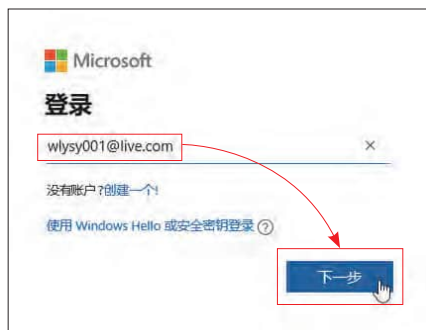 Microsoft
登录
wlysy001@live.com
没有账户?创建一个!
使用 Windows Hello 或安全密钥登录
下一步